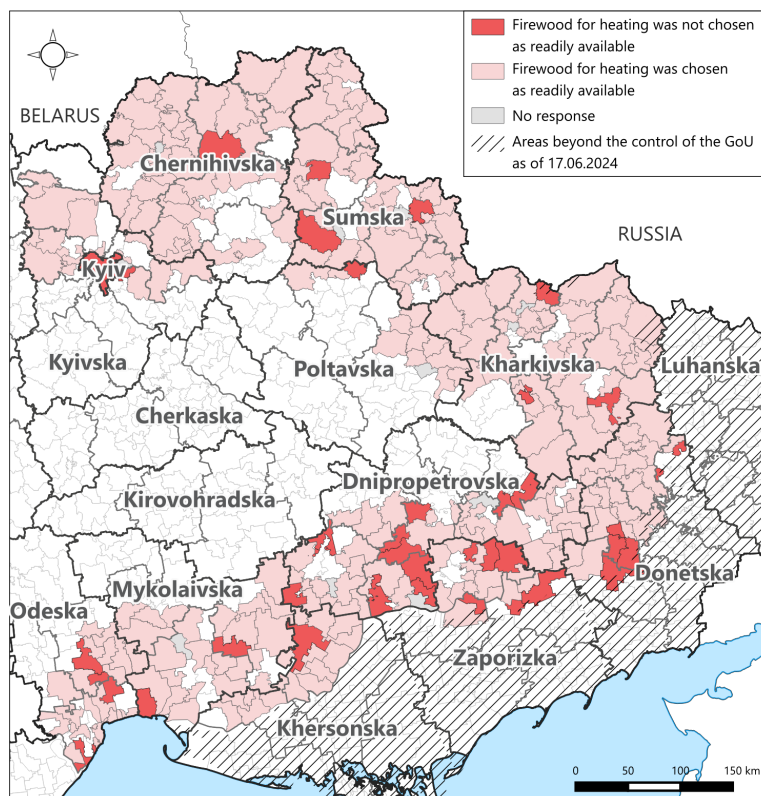 Firewood for heating was not chosen
as readily available
Firewood for heating was chosen
as readily available
No response
Areas beyond the control of the GoU
as of 17.06.2024
BELARUS
Chernihivska
Sumska
RUSSIA
Kyiv
Kyivska
Poltavska
Kharkivska
Luhanska
Cherkaska
Dnipropetrovska
Kirovohradska
Donetska
Mykolaivska
Odeska
Zaporizka
Khersonska
0 50 100 150 km